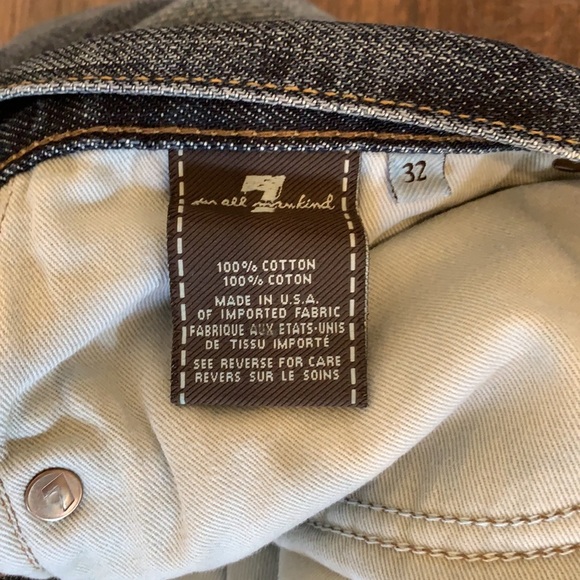 7
for all mankind
32
100% COTTON
100% COTON
MADE IN U.S.A.
OF IMPORTED FABRIC
FABRIQUE AUX ETATS-UNIS
DE TISSU IMPORTÉ
SEE REVERSE FOR CARE
REVERS SUR LE SOINS